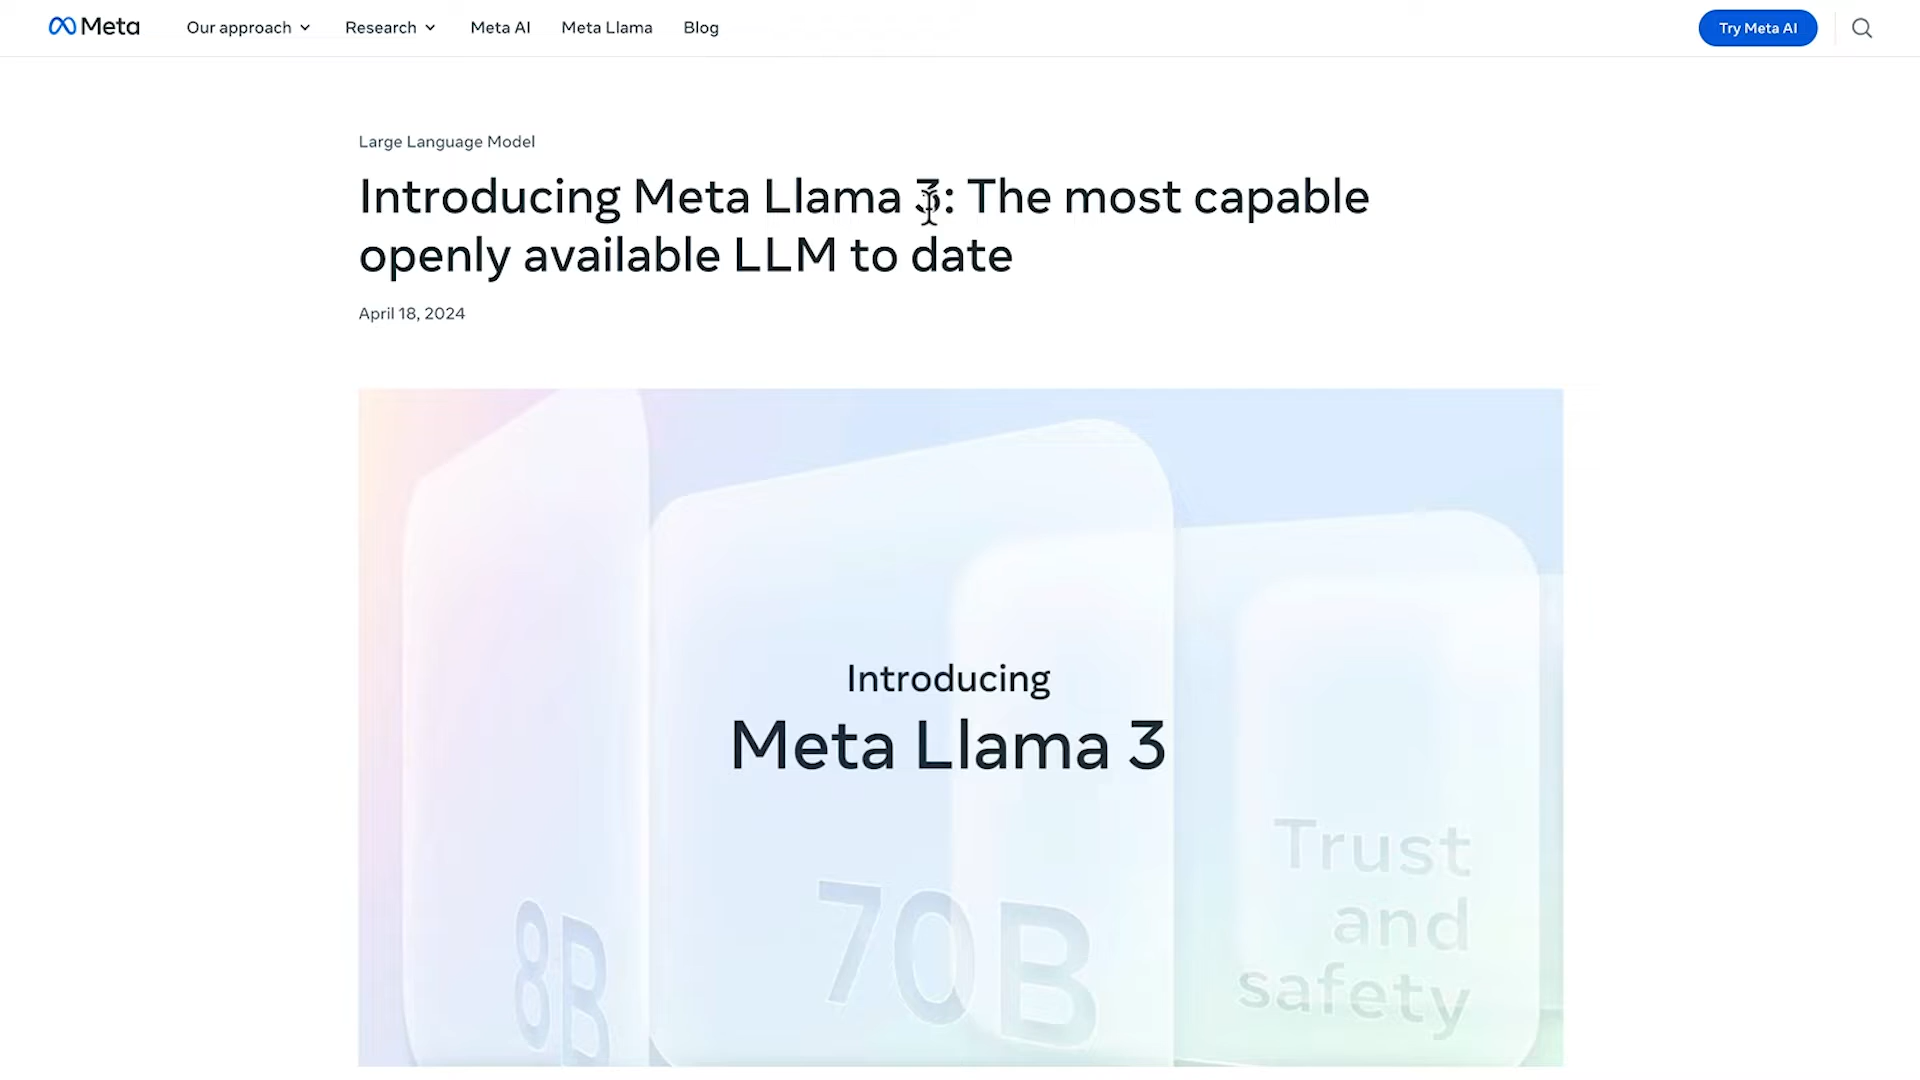 Meta
Our approach
Research
Meta AI
Meta Llama
Blog
Try Meta AI
Large Language Model
Introducing Meta Llama 3: The most capable
openly available LLM to date
April 18, 2024
Introducing
Meta Llama 3
8B
70B
Trust
and
safety